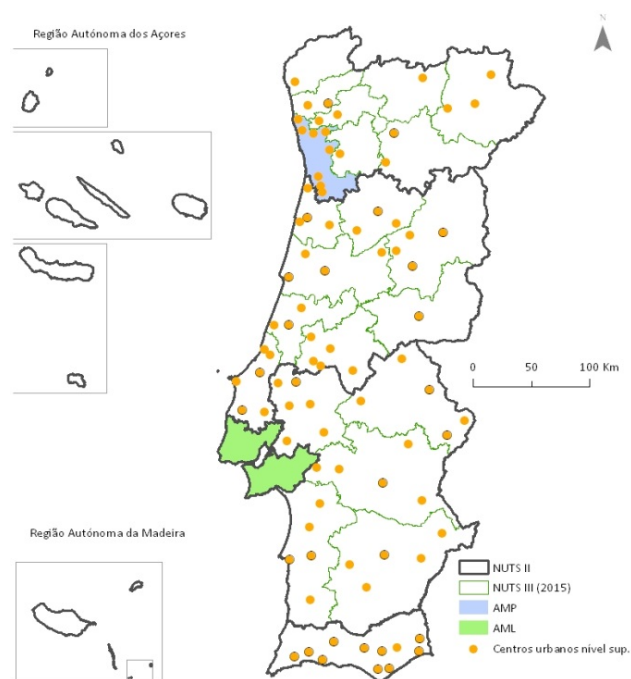 N
Região Autónoma dos Açores
0 50 100 Km
Região Autónoma da Madeira
NUTS II
NUTS III (2015)
AMP
AML
Centros urbanos nível sup.